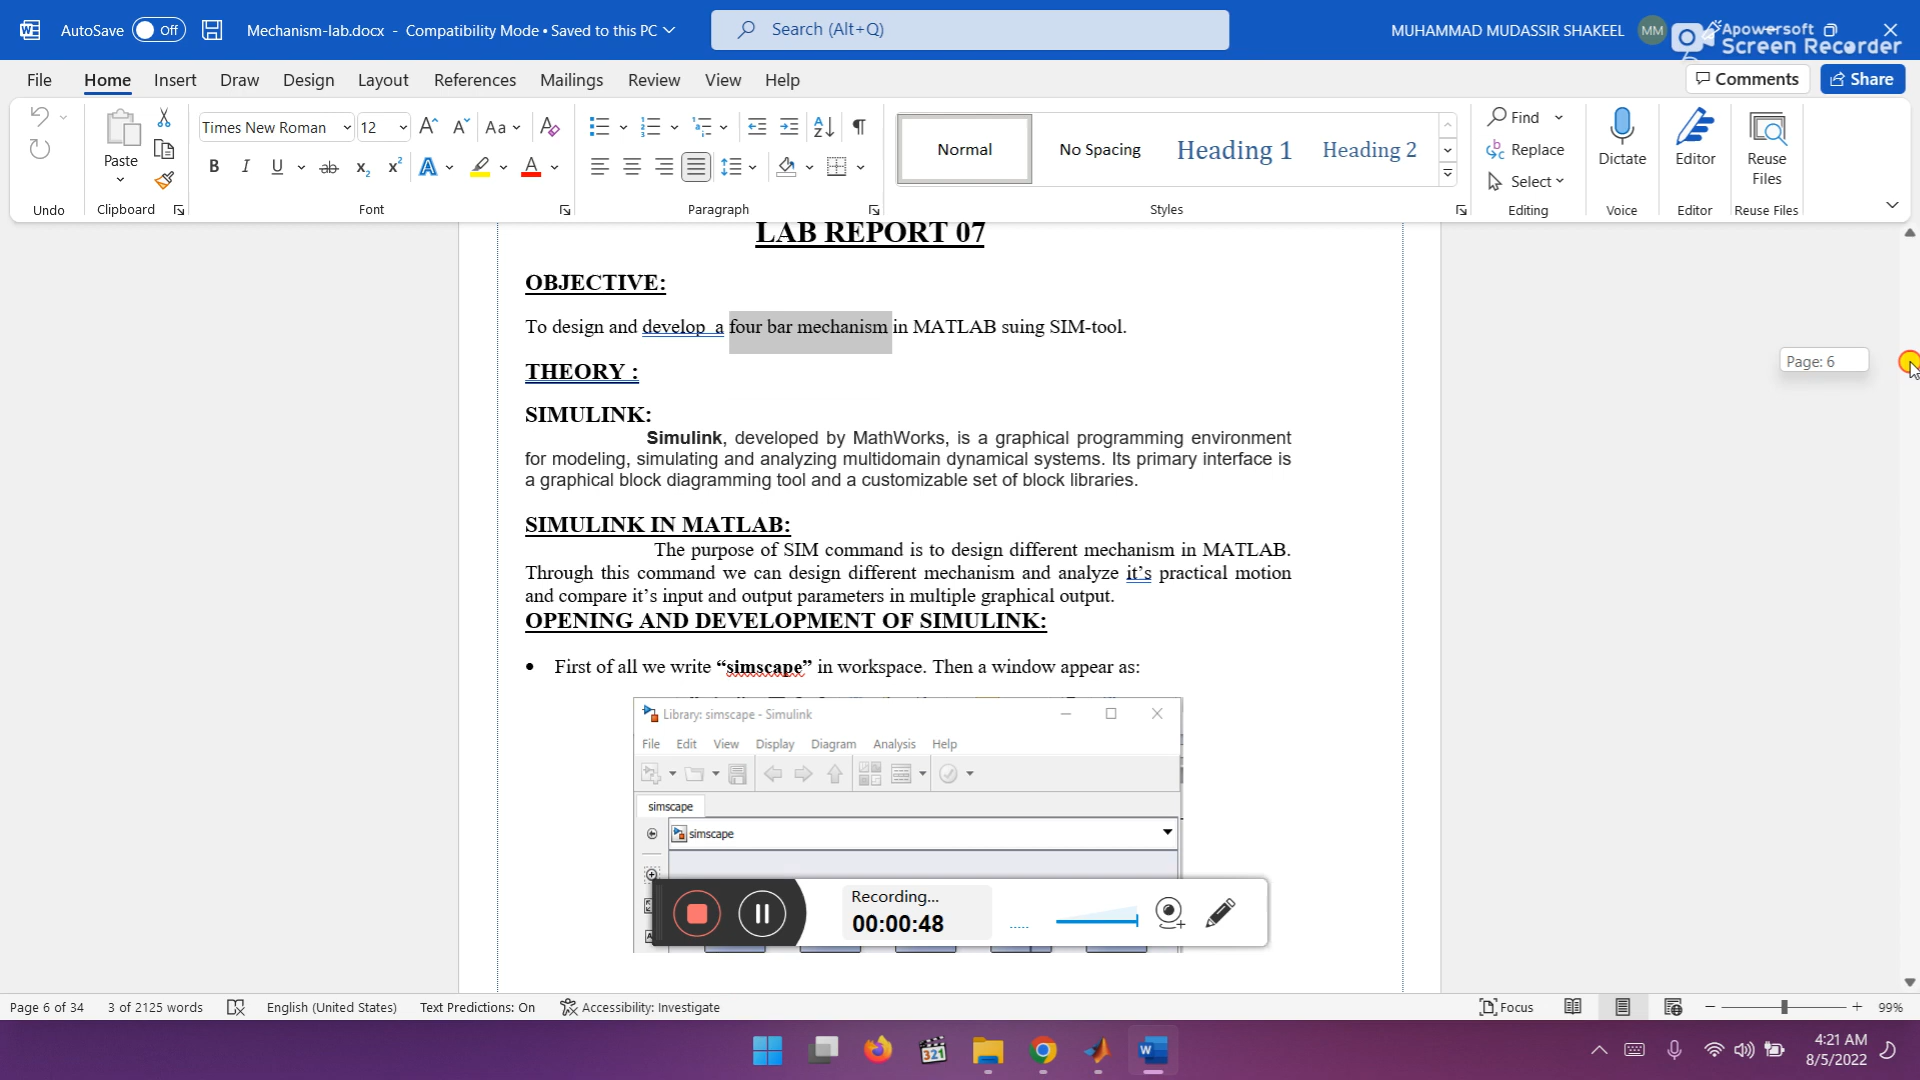 AutoSave Off Mechanism-lab.docx - Compatibility Mode • Saved to this PC Search (Alt+Q) MUHAMMAD MUDASSIR SHAKEEL MM Apowersoft
Screen Recorder
File Home Insert Draw Design Layout References Mailings Review View Help Comments Share
Paste Times New Roman 12 Aa Normal No Spacing Heading 1 Heading 2 Find Replace Select Dictate Editor Reuse Files
Undo Clipboard Font Paragraph Styles Editing Voice Editor Reuse Files
LAB REPORT 07
OBJECTIVE:
To design and develop a four bar mechanism in MATLAB suing SIM-tool.
Page: 6
THEORY :
SIMULINK:
Simulink, developed by MathWorks, is a graphical programming environment
for modeling, simulating and analyzing multidomain dynamical systems. Its primary interface is
a graphical block diagramming tool and a customizable set of block libraries.
SIMULINK IN MATLAB:
The purpose of SIM command is to design different mechanism in MATLAB.
Through this command we can design different mechanism and analyze it’s practical motion
and compare it’s input and output parameters in multiple graphical output.
OPENING AND DEVELOPMENT OF SIMULINK:
• First of all we write “simscape” in workspace. Then a window appear as:
Library: simscape - Simulink
File Edit View Display Diagram Analysis Help
simscape
simscape
Recording...
00:00:48
Page 6 of 34 3 of 2125 words English (United States) Text Predictions: On Accessibility: Investigate Focus 99%
321 W 4:21 AM
8/5/2022